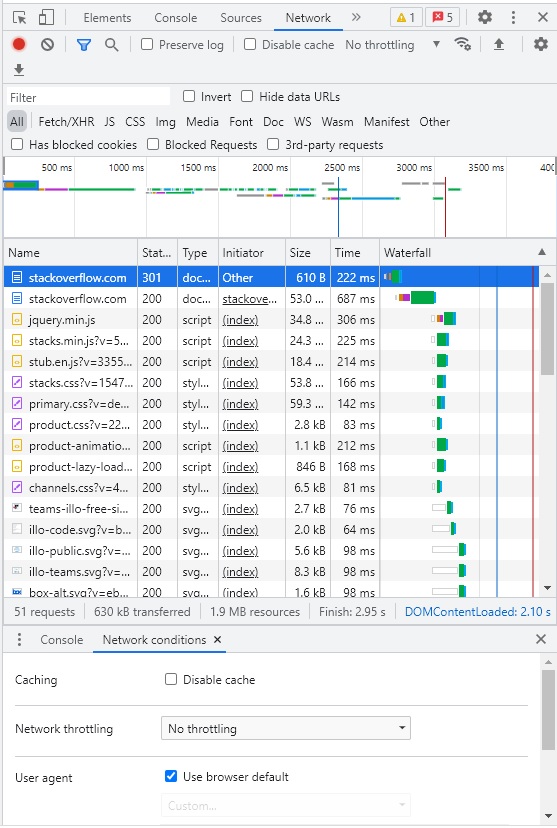 Elements Console Sources Network » 1 5
Preserve log Disable cache No throttling
Filter Invert Hide data URLs
All Fetch/XHR JS CSS Img Media Font Doc WS Wasm Manifest Other
Has blocked cookies Blocked Requests 3rd-party requests
500 ms 1000 ms 1500 ms 2000 ms 2500 ms 3000 ms 3500 ms 400
Name Stat... Type Initiator Size Time Waterfall
stackoverflow.com 301 doc... Other 610 B 222 ms
stackoverflow.com 200 doc... stackove... 53.0 ... 687 ms
jquery.min.js 200 script (index) 34.8 ... 306 ms
stacks.min.js?v=5... 200 script (index) 24.3 ... 225 ms
stub.en.js?v=3355... 200 script (index) 18.4 ... 214 ms
stacks.css?v=1547... 200 styl... (index) 53.8 ... 166 ms
primary.css?v=de... 200 styl... (index) 59.3 ... 142 ms
product.css?v=22... 200 styl... (index) 2.8 kB 83 ms
product-animatio... 200 script (index) 1.1 kB 212 ms
product-lazy-load... 200 script (index) 846 B 168 ms
channels.css?v=4... 200 styl... (index) 6.5 kB 81 ms
teams-illo-free-si... 200 svg... (index) 2.7 kB 76 ms
illo-code.svg?v=b... 200 svg... (index) 2.0 kB 64 ms
illo-public.svg?v=... 200 svg... (index) 5.6 kB 98 ms
illo-teams.svg?v=... 200 svg... (index) 8.3 kB 98 ms
box-alt.svg?v=eb... 200 svg... (index) 1.6 kB 98 ms
51 requests 630 kB transferred 1.9 MB resources Finish: 2.95 s DOMContentLoaded: 2.10 s
Console Network conditions ×
Caching Disable cache
Network throttling No throttling
User agent Use browser default
Custom...